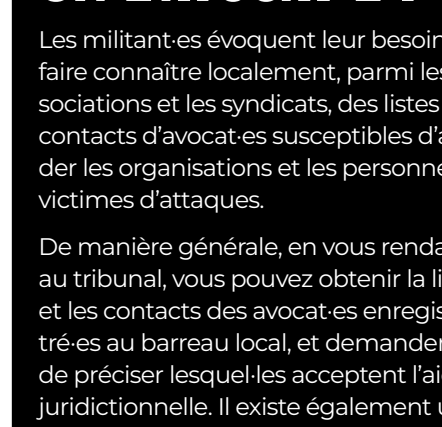 Les militant·es évoquent leur besoin
faire connaître localement, parmi les
sociations et les syndicats, des listes
contacts d'avocat·es susceptibles d'a
der les organisations et les personne
victimes d'attaques.
De manière générale, en vous renda
au tribunal, vous pouvez obtenir la li
et les contacts des avocat·es enregis
tré·es au barreau local, et demander
de préciser lesquel·les acceptent l'ai
juridictionnelle. Il existe également u